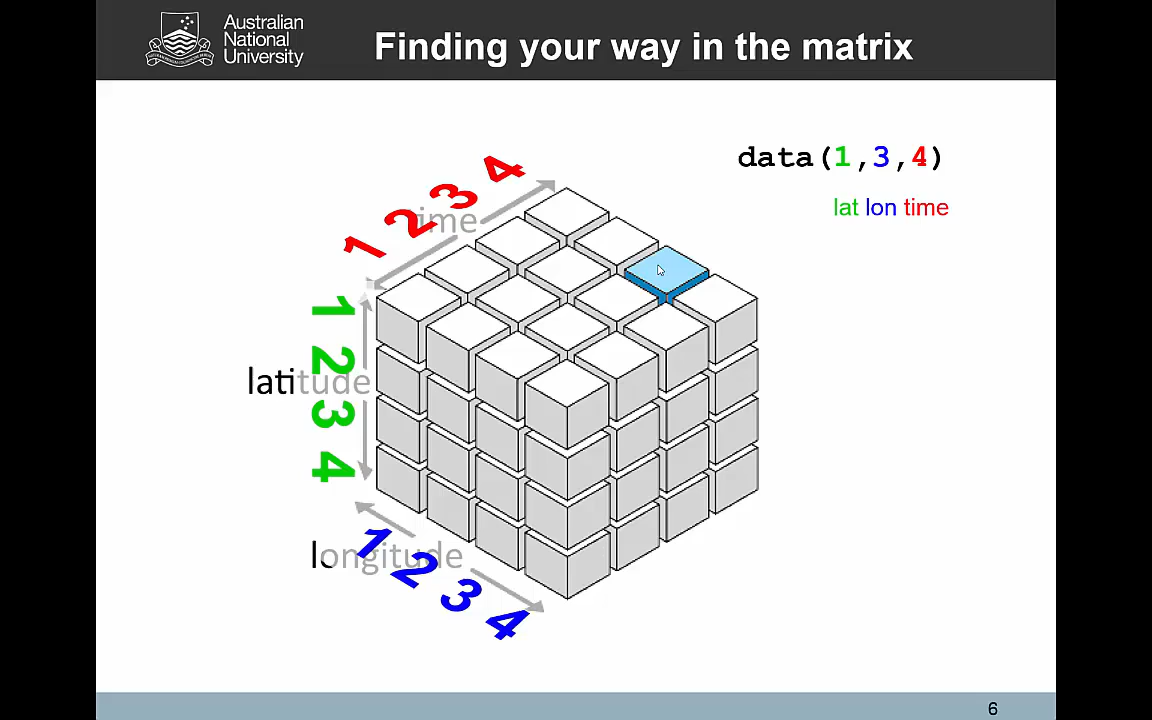 Australian
National
University
Finding your way in the matrix
data(1,3,4)
lat lon time
1 2 3 4
time
1
2
latitude
3
4
longitude
1 2 3 4
6